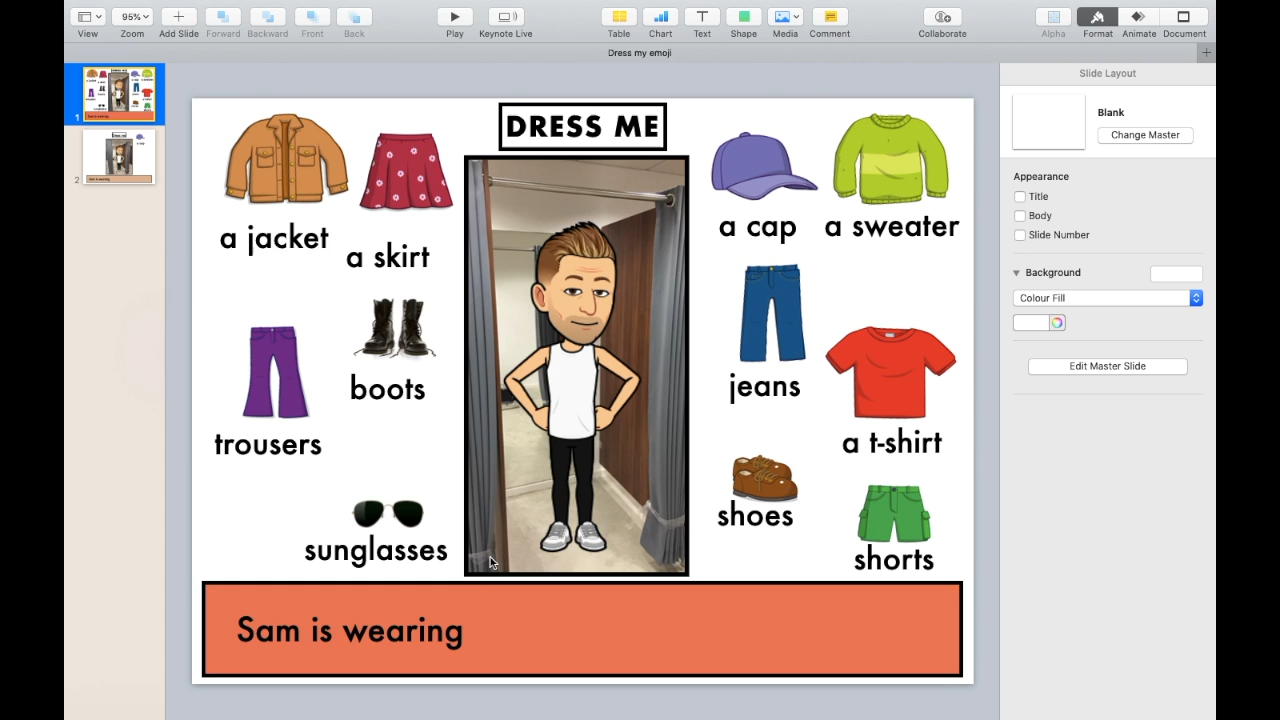 View
95%
Zoom
Add Slide
Forward
Backward
Front
Back
Play
Keynote Live
Table
Chart
Text
Shape
Media
Comment
Collaborate
Alpha
Format
Animate
Document
Dress my emoji
1
2
DRESS ME
a jacket
a skirt
a cap
a sweater
boots
jeans
trousers
a t-shirt
shoes
sunglasses
shorts
Sam is wearing
Slide Layout
Blank
Change Master
Appearance
Title
Body
Slide Number
Background
Colour Fill
Edit Master Slide